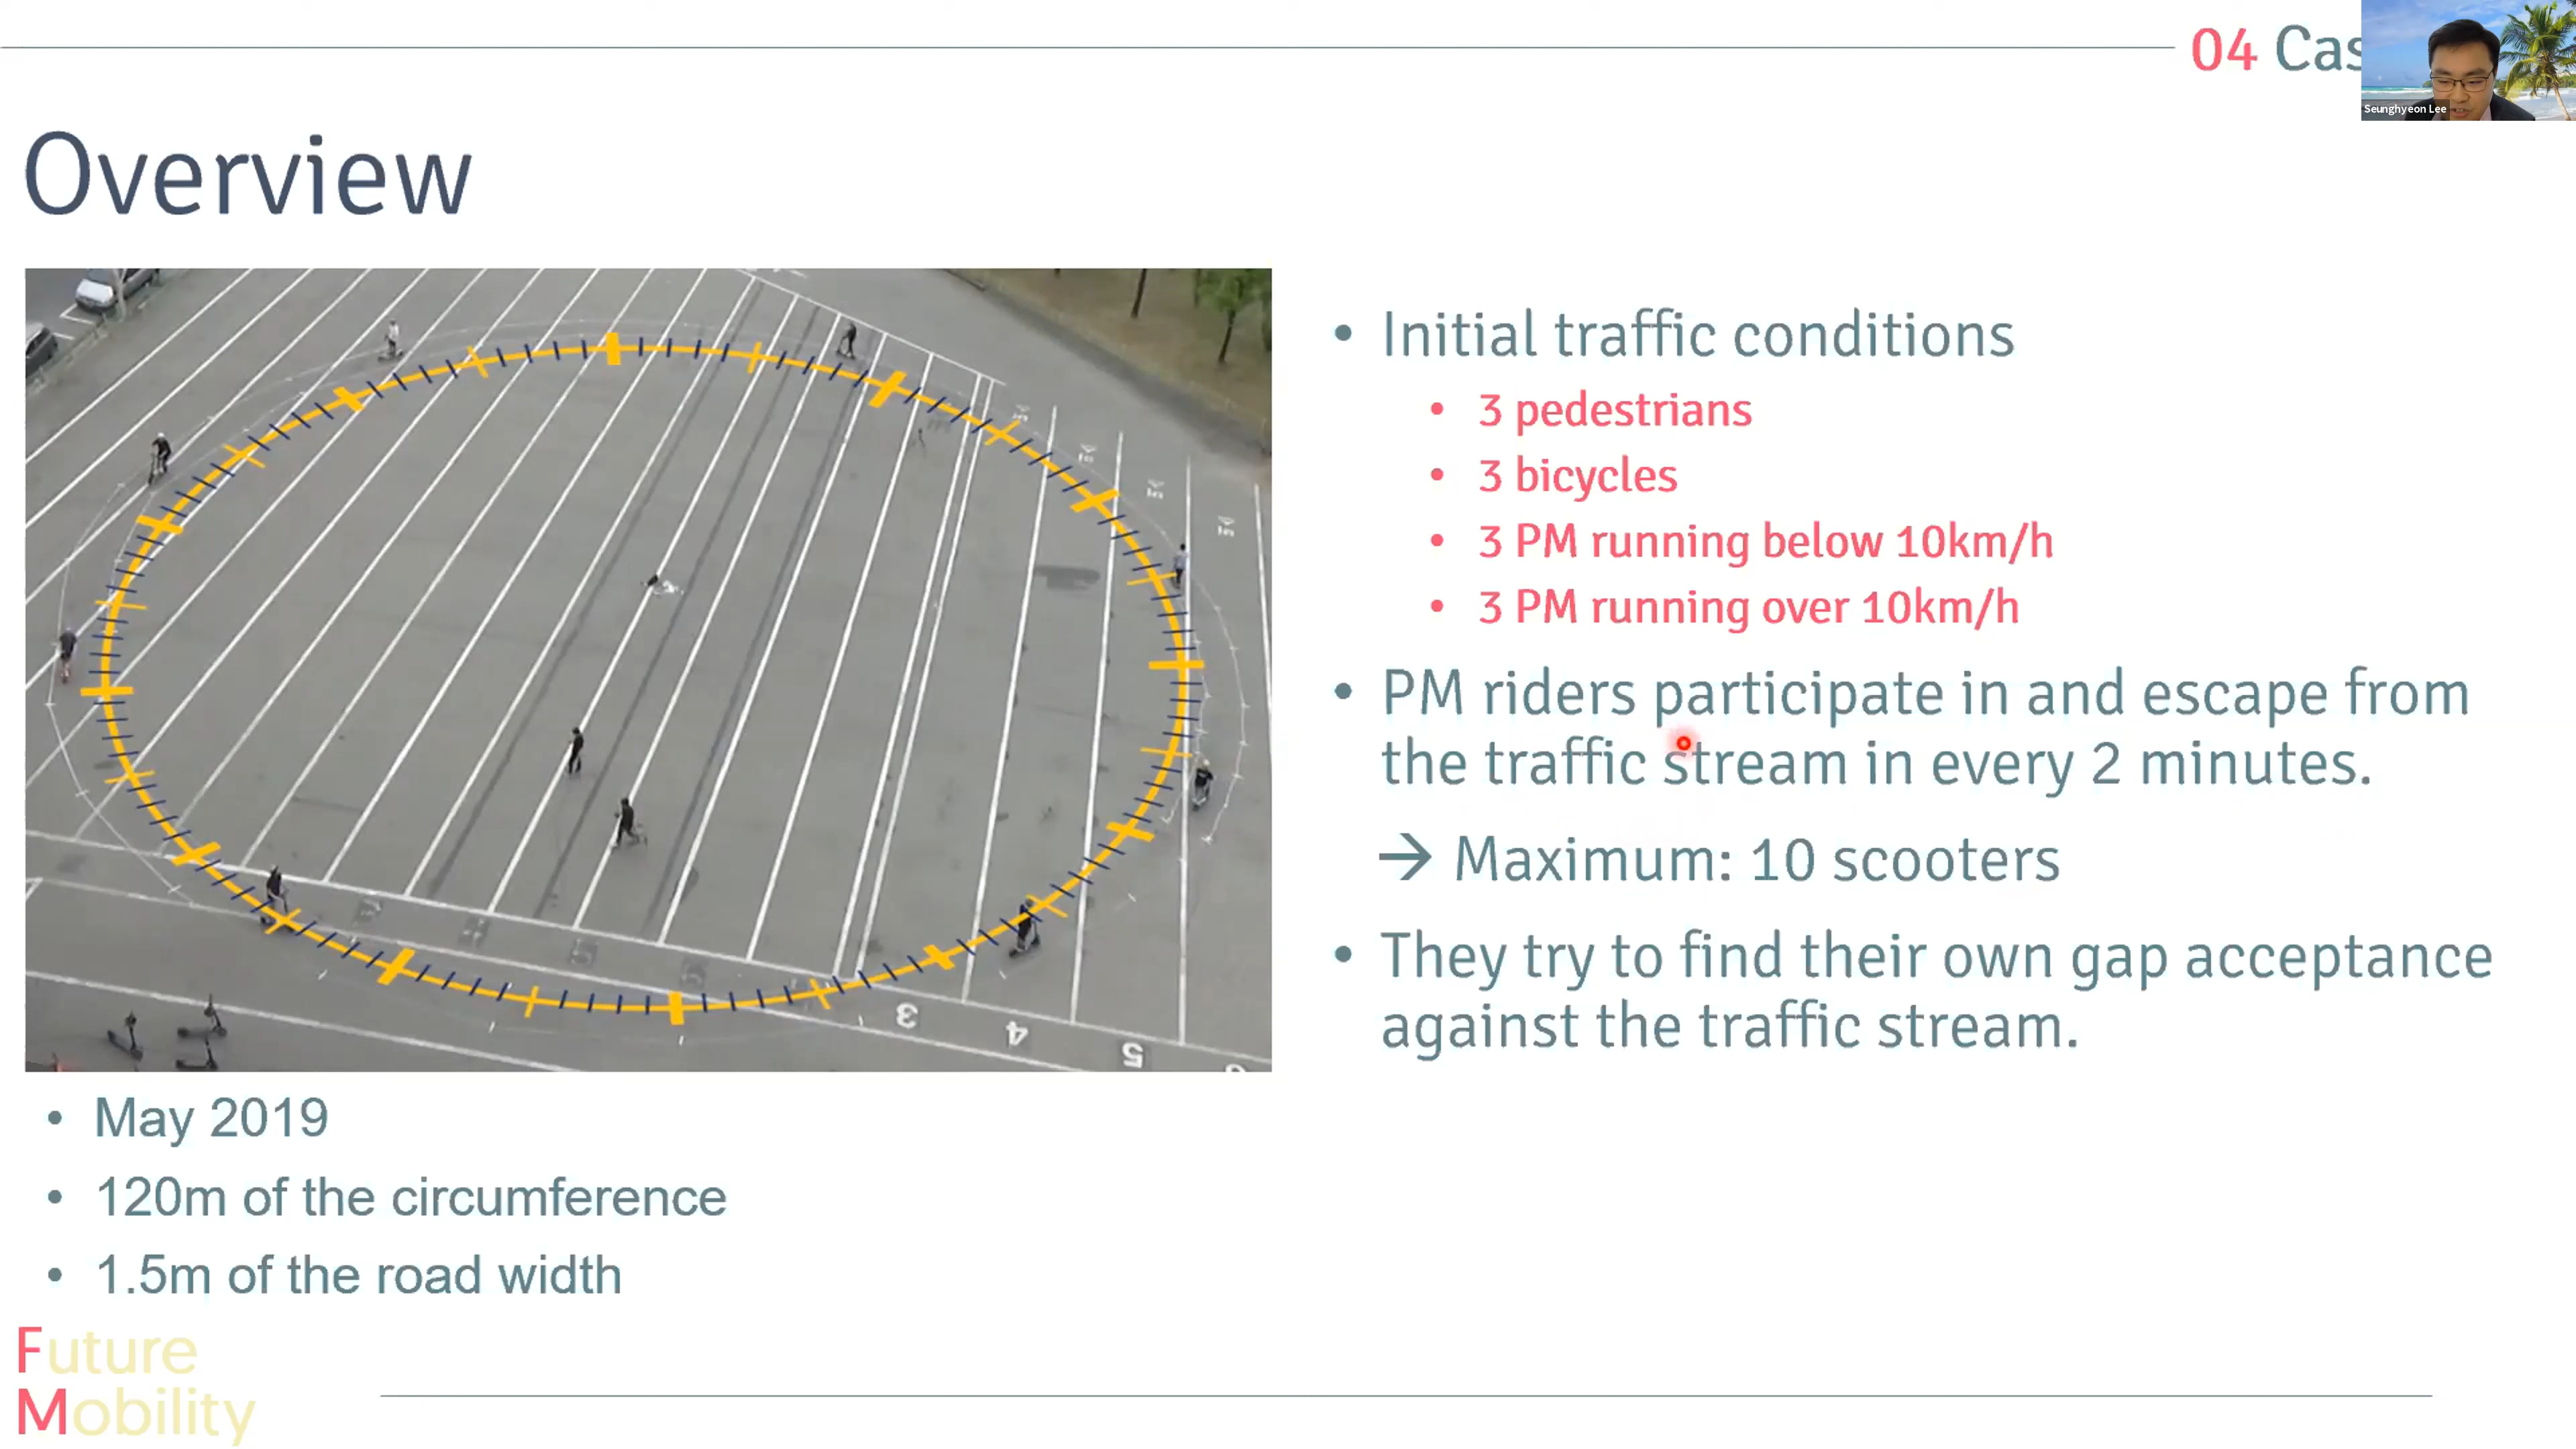 04 Cas
Seunghyeon Lee
Overview
• Initial traffic conditions
• 3 pedestrians
• 3 bicycles
• 3 PM running below 10km/h
• 3 PM running over 10km/h
• PM riders participate in and escape from
the traffic stream in every 2 minutes.
→ Maximum: 10 scooters
• They try to find their own gap acceptance
against the traffic stream.
3
4
5
• May 2019
• 120m of the circumference
• 1.5m of the road width
Future
Mobility